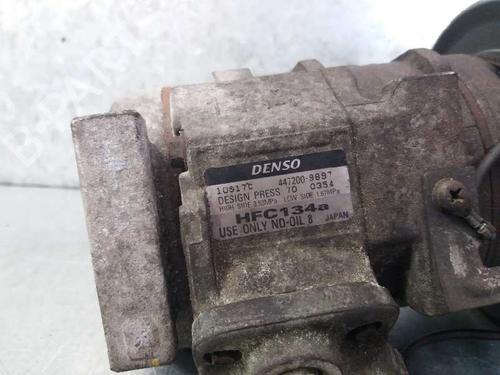 DENSO
10S17C 447200-9897
DESIGN PRESS 70 0354
HIGH SIDE 3.53MPa LOW SIDE 1.67MPa
HFC134a
USE ONLY ND-OIL 8 JAPAN